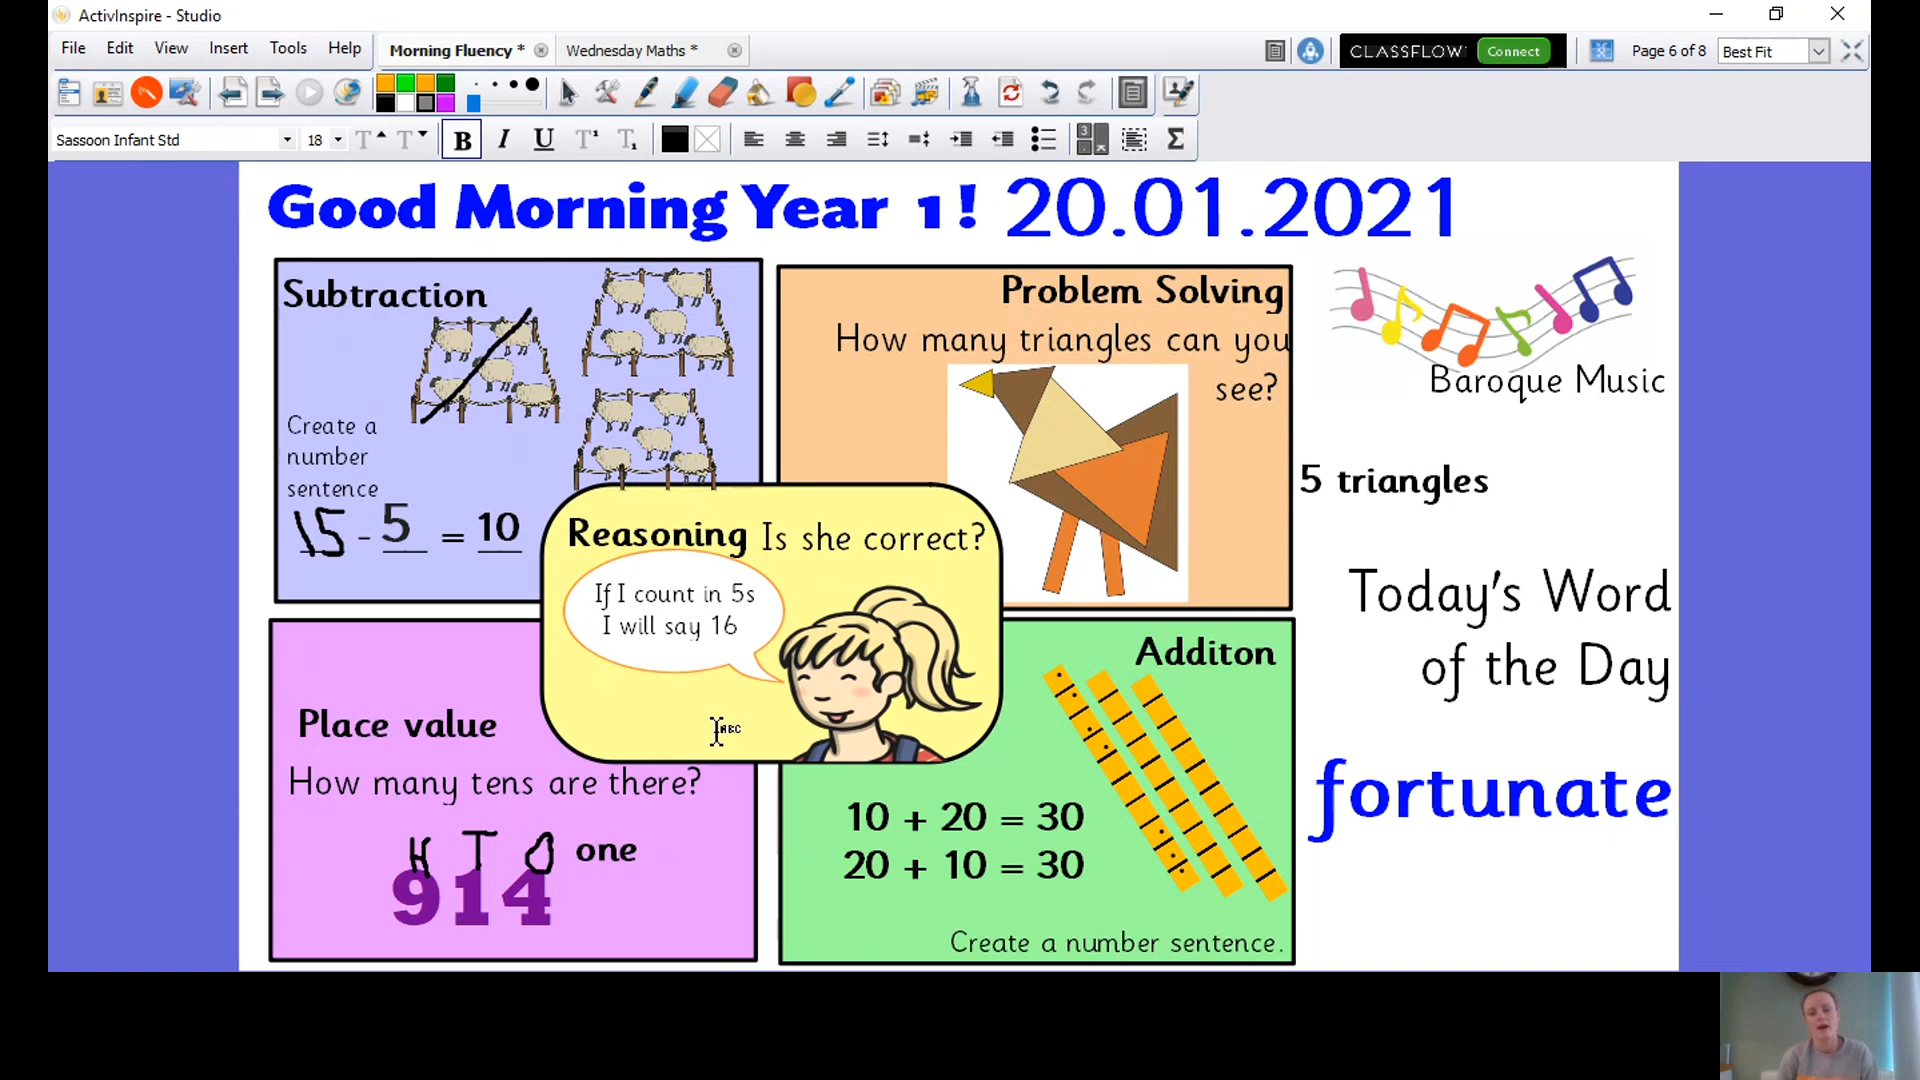 ActivInspire - Studio
File Edit View Insert Tools Help
Morning Fluency *
Wednesday Maths *
CLASSFLOW
Connect
Page 6 of 8
Best Fit
Sassoon Infant Std
18
B I U
Good Morning Year 1! 20.01.2021
Subtraction
Create a
number
sentence
15 - 5 = 10
Problem Solving
How many triangles can you
see?
Baroque Music
5 triangles
Reasoning Is she correct?
If I count in 5s
I will say 16
ABC
Today's Word
of the Day
fortunate
Place value
How many tens are there?
H T O one
914
Additon
10 + 20 = 30
20 + 10 = 30
Create a number sentence.